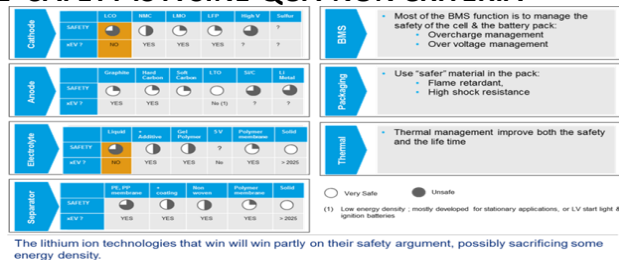 Cathode
LCO NMC LMO LFP High V Sulfur
SAFETY ?
xEV ? NO YES YES YES ? ?
Anode
Graphite Hard Carbon Soft Carbon LTO Si/C Li Metal
SAFETY
xEV ? YES YES No (1) ? ?
Electrolyte
Liquid + Additive Gel Polymer 5 V Polymer membrane Solid
SAFETY ?
xEV ? NO YES YES No YES > 2025
Separator
PE, PP membrane + coating Non woven Polymer membrane Solid
SAFETY
xEV ? YES YES YES YES > 2025
BMS
• Most of the BMS function is to manage the
safety of the cell & the battery pack:
• Overcharge management
• Over voltage management
Packaging
• Use "safer" material in the pack:
• Flame retardant,
• High shock resistance
Thermal
• Thermal management improve both the safety
and the life time
Very Safe Unsafe
(1) Low energy density ; mostly developed for stationary applications, or LV start light &
ignition batteries
The lithium ion technologies that win will win partly on their safety argument, possibly sacrificing some
energy density.